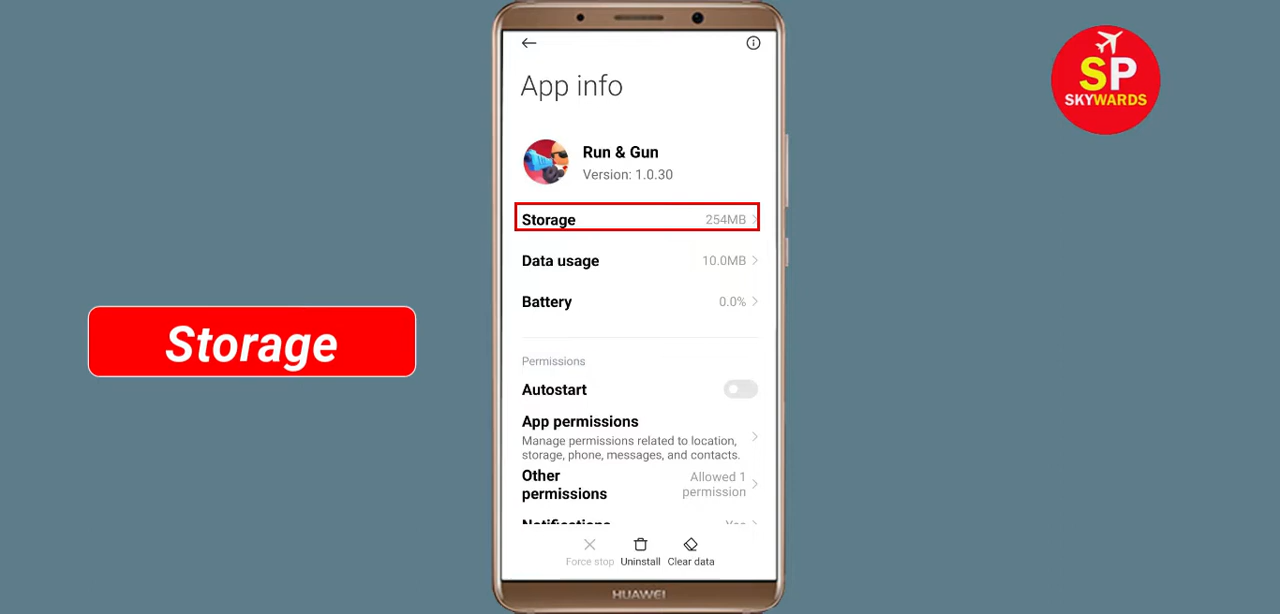 App info
Run & Gun
Version: 1.0.30
Storage 254MB
Data usage 10.0MB
Battery 0.0%
Permissions
Autostart
App permissions
Manage permissions related to location,
storage, phone, messages, and contacts.
Other
permissions
Allowed 1
permission
Notifications Yes
Force stop Uninstall Clear data
HUAWEI
Storage
SP
SKYWARDS